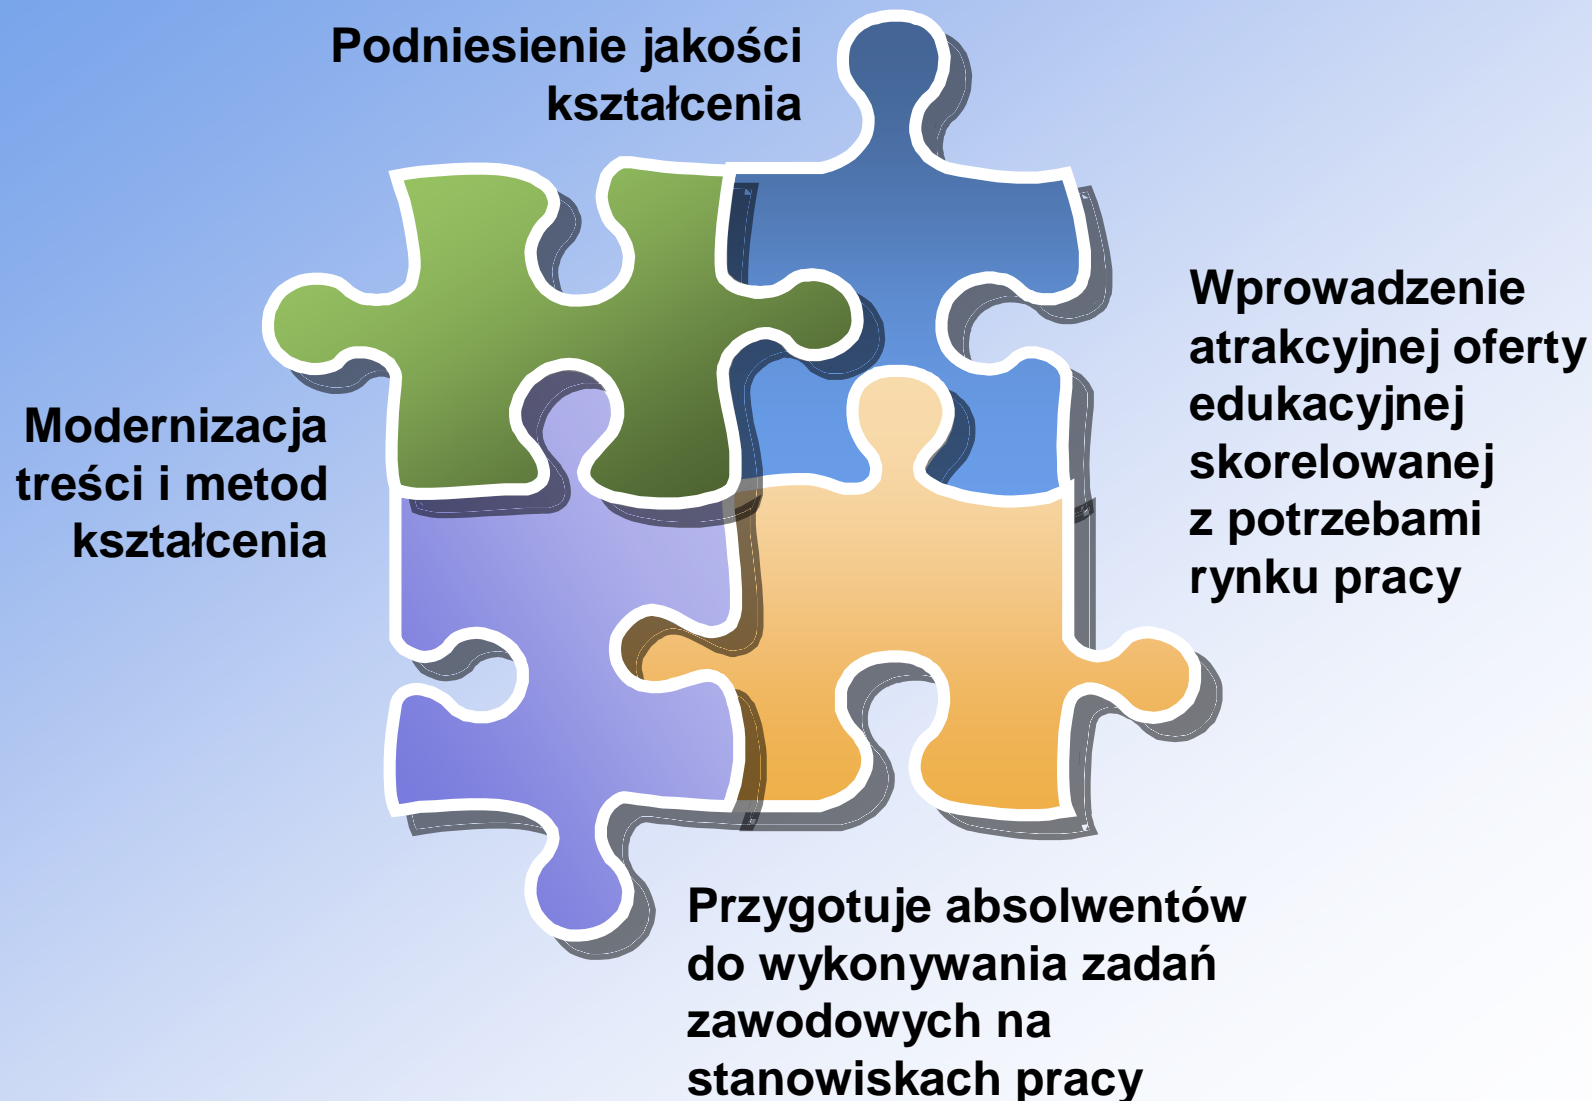 Podniesienie jakości
kształcenia
Wprowadzenie
atrakcyjnej oferty
edukacyjnej
skorelowanej
z potrzebami
rynku pracy
Modernizacja
treści i metod
kształcenia
Przygotuje absolwentów
do wykonywania zadań
zawodowych na
stanowiskach pracy